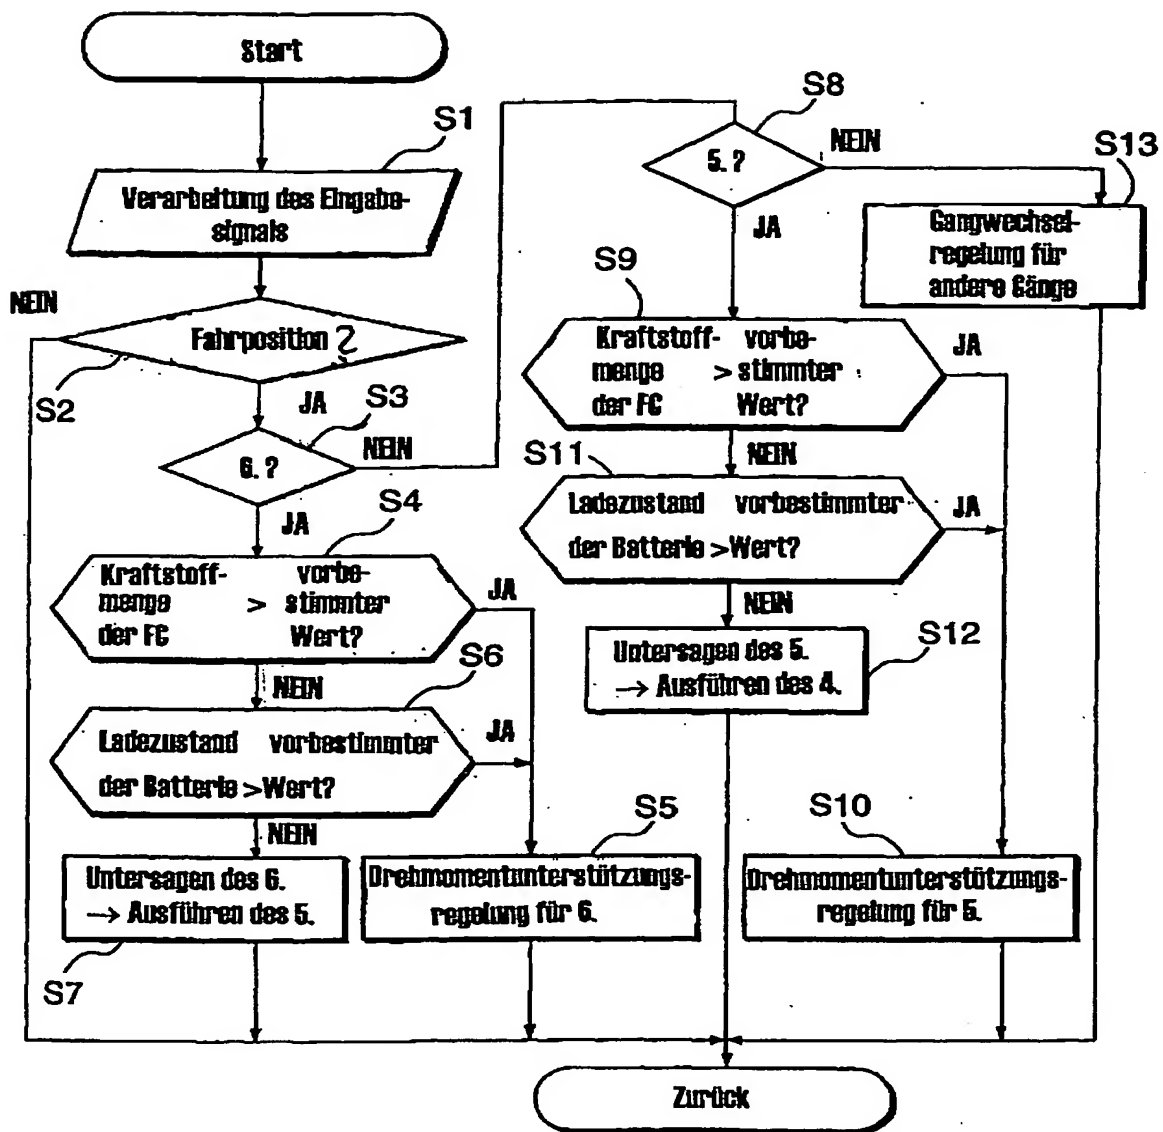 Start
S1
Verarbeitung des Eingabe-
signals
NEIN
Fahrposition ?
S2
JA
S3
6. ?
NEIN
JA
S4
Kraftstoff- vorbe-
menge > stimmter
der FC Wert?
JA
NEIN
S6
Ladezustand vorbestimmter
der Batterie > Wert?
JA
NEIN
Untersagen des 6.
→ Ausführen des 5.
S7
S5
Drehmomentunterstützungs-
regelung für 6.
S8
5. ?
NEIN
S13
Gangwechsel-
regelung für
andere Gänge
JA
S9
Kraftstoff- vorbe-
menge > stimmter
der FC Wert?
JA
NEIN
S11
Ladezustand vorbestimmter
der Batterie > Wert?
JA
NEIN
S12
Untersagen des 5.
→ Ausführen des 4.
S10
Drehmomentunterstützungs-
regelung für 5.
Zurück